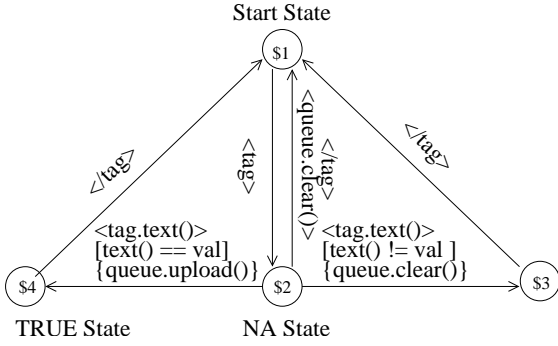 Start State
$1
</tag>
<tag>
</tag>
<queue.clear()>
</tag>
<tag.text()>
[text() == val]
{queue.upload()}
<tag.text()>
[text() != val ]
{queue.clear()}
$4
$2
$3
TRUE State
NA State